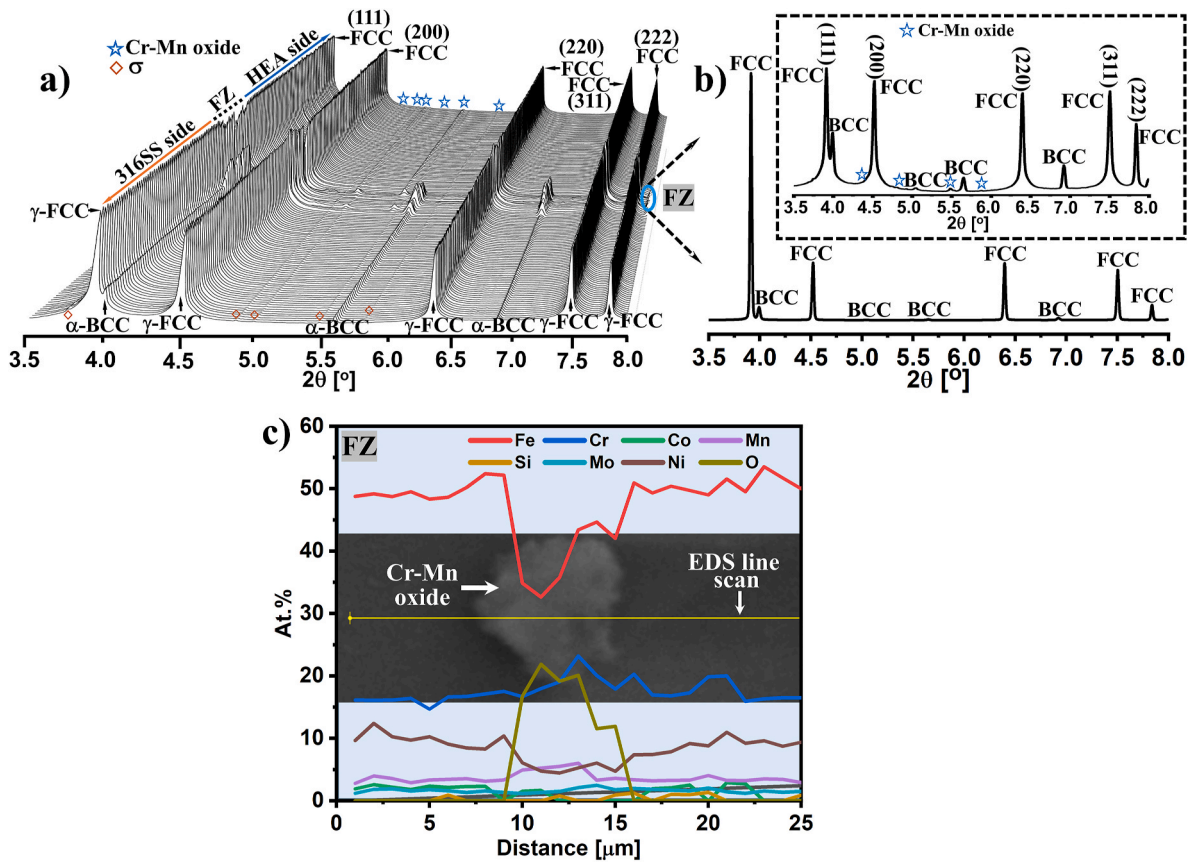 a)
☆ Cr-Mn oxide
◇ σ
316SS side
FZ
HEA side
(111)
FCC
(200)
FCC
(220)
FCC
FCC
(311)
(222)
FCC
FZ
γ-FCC
α-BCC
γ-FCC
α-BCC
γ-FCC
α-BCC
γ-FCC
γ-FCC
3.5 4.0 4.5 5.0 5.5 6.0 6.5 7.0 7.5 8.0
2θ [o]
b)
☆ Cr-Mn oxide
FCC
(111)
BCC
(200)
FCC
BCC
BCC
(220)
FCC
BCC
(311)
FCC
(222)
FCC
3.5 4.0 4.5 5.0 5.5 6.0 6.5 7.0 7.5 8.0
2θ [o]
FCC
BCC
FCC
BCC
BCC
FCC
BCC
FCC
FCC
3.5 4.0 4.5 5.0 5.5 6.0 6.5 7.0 7.5 8.0
2θ [O]
c)
FZ
Fe Cr Co Mn
Si Mo Ni O
Cr-Mn
oxide
EDS line
scan
60
50
40
30
20
10
0
At.%
0 5 10 15 20 25
Distance [μm]